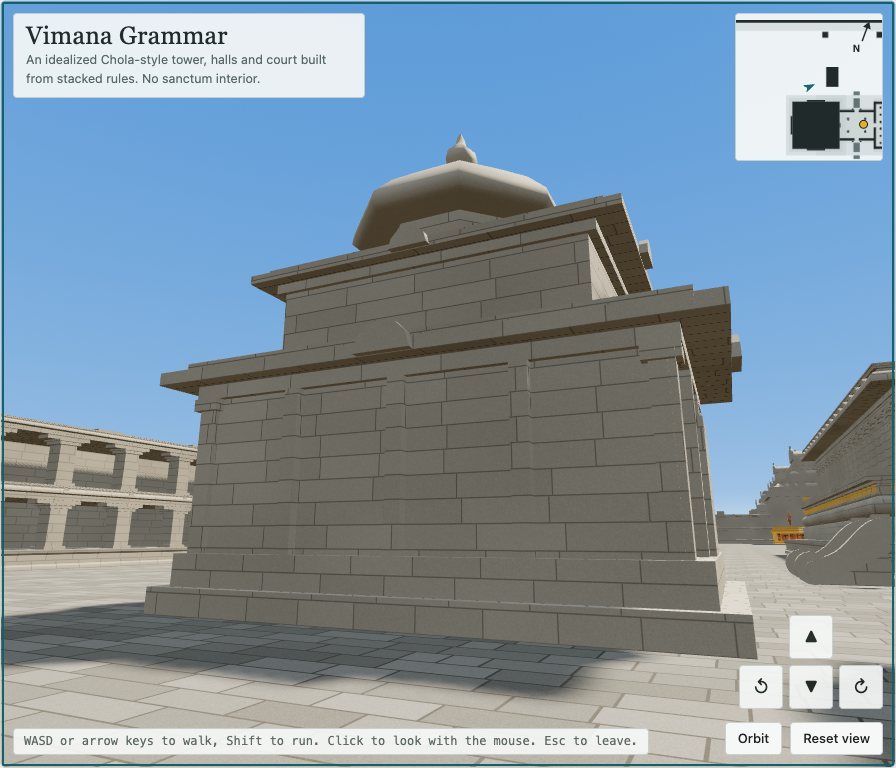 Vimana Grammar
An idealized Chola-style tower, halls and court built
from stacked rules. No sanctum interior.
N
WASD or arrow keys to walk, Shift to run. Click to look with the mouse. Esc to leave.
Orbit
Reset view